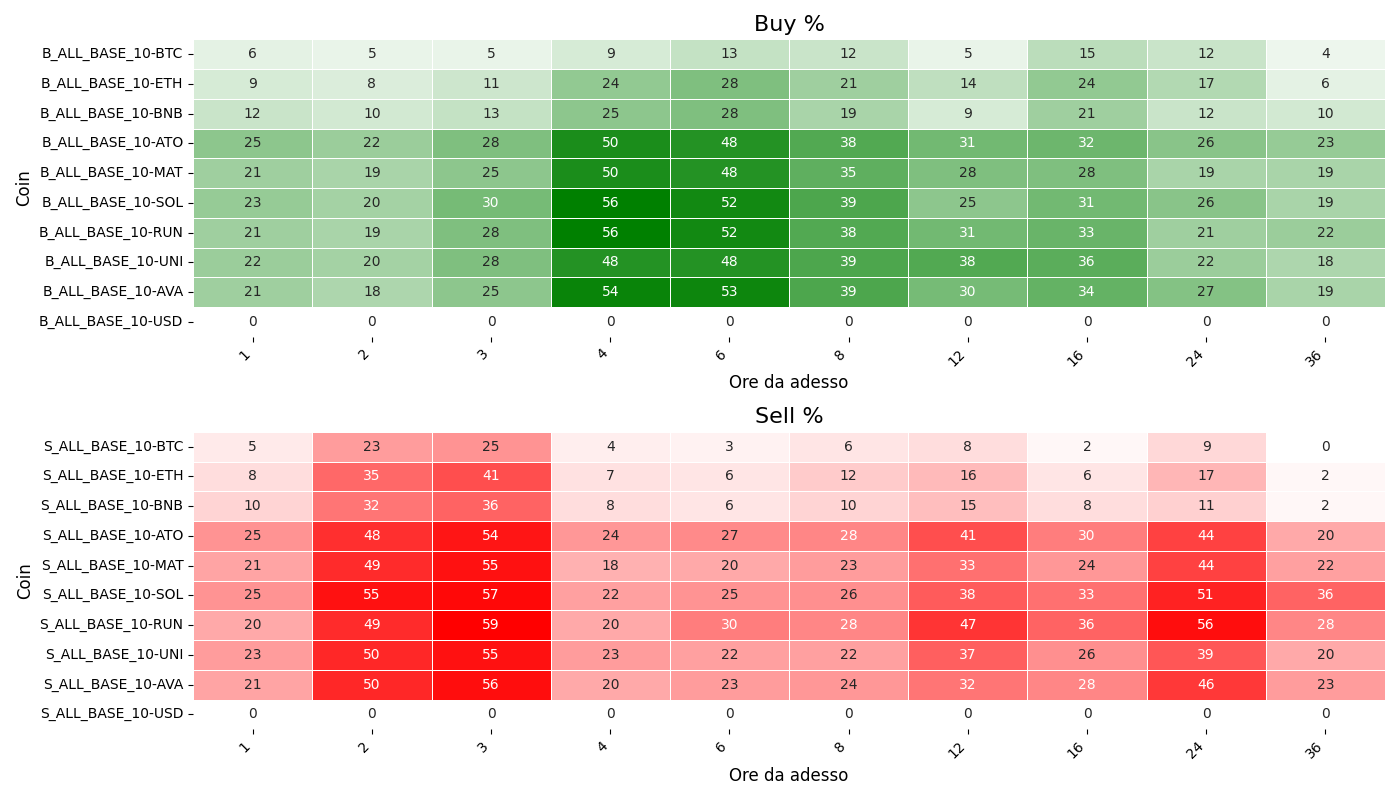 Buy %
B_ALL_BASE_10-BTC 6 5 5 9 13 12 5 15 12 4
B_ALL_BASE_10-ETH 9 8 11 24 28 21 14 24 17 6
B_ALL_BASE_10-BNB 12 10 13 25 28 19 9 21 12 10
B_ALL_BASE_10-ATO 25 22 28 50 48 38 31 32 26 23
B_ALL_BASE_10-MAT 21 19 25 50 48 35 28 28 19 19
Coin
B_ALL_BASE_10-SOL 23 20 30 56 52 39 25 31 26 19
B_ALL_BASE_10-RUN 21 19 28 56 52 38 31 33 21 22
B_ALL_BASE_10-UNI 22 20 28 48 48 39 38 36 22 18
B_ALL_BASE_10-AVA 21 18 25 54 53 39 30 34 27 19
B_ALL_BASE_10-USD 0 0 0 0 0 0 0 0 0 0
1 2 3 4 6 8 12 16 24 36
Ore da adesso
Sell %
S_ALL_BASE_10-BTC 5 23 25 4 3 6 8 2 9 0
S_ALL_BASE_10-ETH 8 35 41 7 6 12 16 6 17 2
S_ALL_BASE_10-BNB 10 32 36 8 6 10 15 8 11 2
S_ALL_BASE_10-ATO 25 48 54 24 27 28 41 30 44 20
S_ALL_BASE_10-MAT 21 49 55 18 20 23 33 24 44 22
Coin
S_ALL_BASE_10-SOL 25 55 57 22 25 26 38 33 51 36
S_ALL_BASE_10-RUN 20 49 59 20 30 28 47 36 56 28
S_ALL_BASE_10-UNI 23 50 55 23 22 22 37 26 39 20
S_ALL_BASE_10-AVA 21 50 56 20 23 24 32 28 46 23
S_ALL_BASE_10-USD 0 0 0 0 0 0 0 0 0 0
1 2 3 4 6 8 12 16 24 36
Ore da adesso